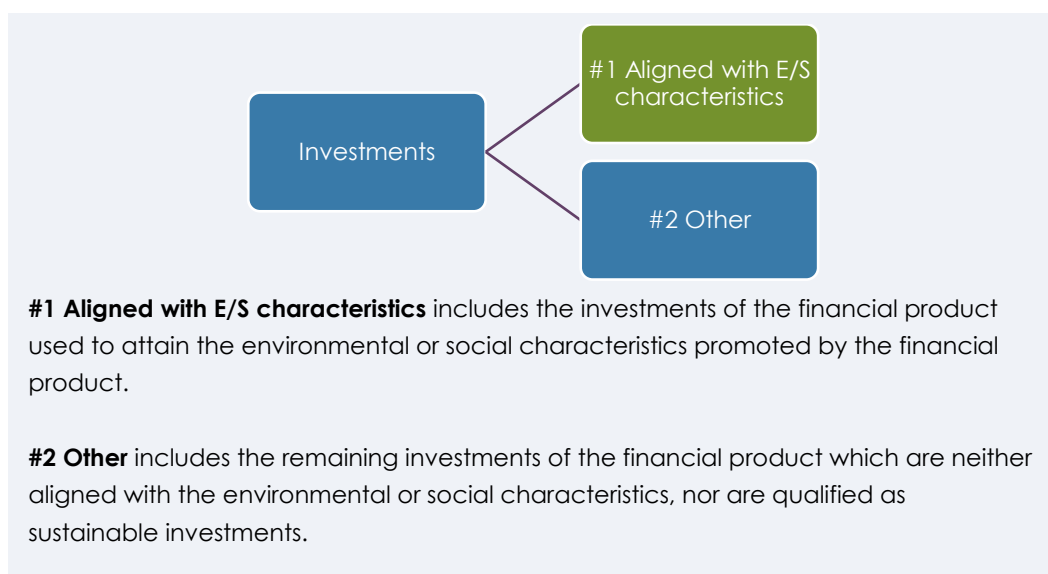 #1 Aligned with E/S
characteristics
Investments
#2 Other
#1 Aligned with E/S characteristics includes the investments of the financial product
used to attain the environmental or social characteristics promoted by the financial
product.
#2 Other includes the remaining investments of the financial product which are neither
aligned with the environmental or social characteristics, nor are qualified as
sustainable investments.